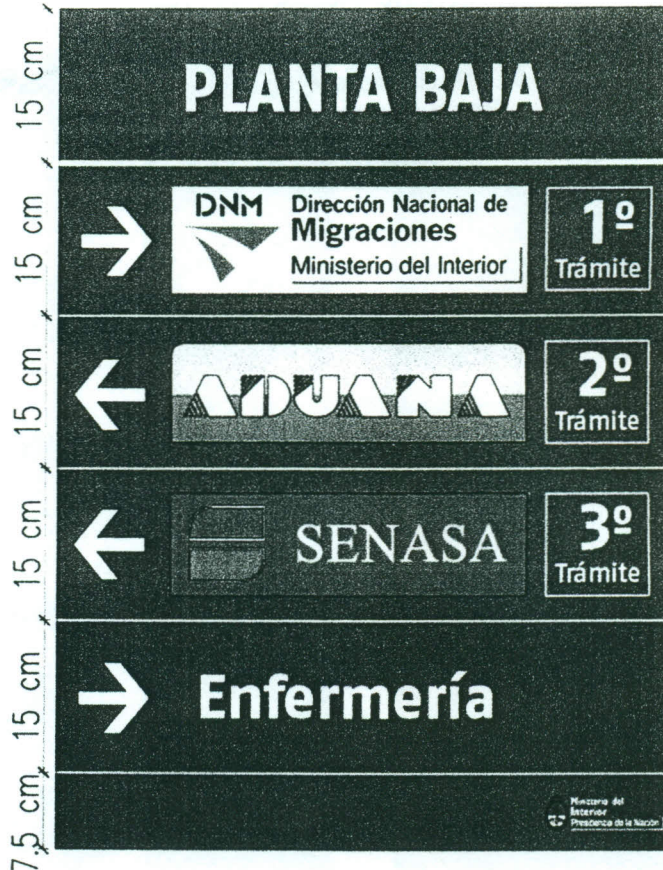 15 cm
PLANTA BAJA
15 cm
DNM
Dirección Nacional de
Migraciones
Ministerio del Interior
1º
Trámite
15 cm
ADUANA
2º
Trámite
15 cm
SENASA
3º
Trámite
15 cm
Enfermería
7.5 cm
Ministerio del
Interior
Presidencia de la Nación